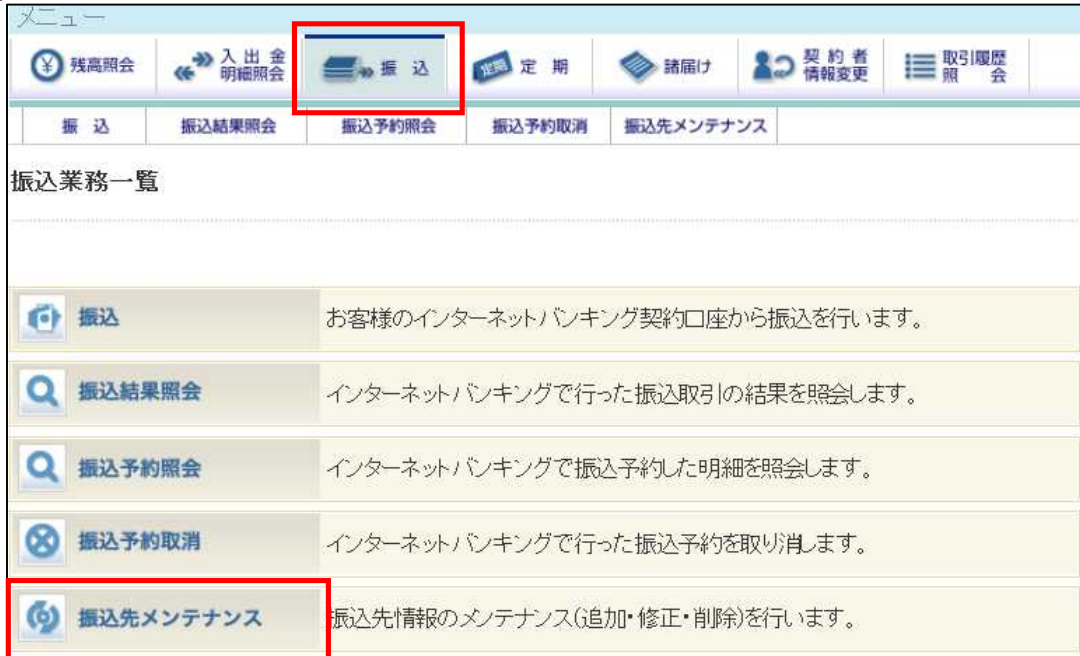 メニュー
残高照会 入出金明細照会 振込 定期 諸届け 契約者情報変更 取引履歴照会
振込 振込結果照会 振込予約照会 振込予約取消 振込先メンテナンス
振込業務一覧
振込 お客様のインターネットバンキング契約口座から振込を行います。
振込結果照会 インターネットバンキングで行った振込取引の結果を照会します。
振込予約照会 インターネットバンキングで振込予約した明細を照会します。
振込予約取消 インターネットバンキングで行った振込予約を取り消します。
振込先メンテナンス 振込先情報のメンテナンス(追加・修正・削除)を行います。